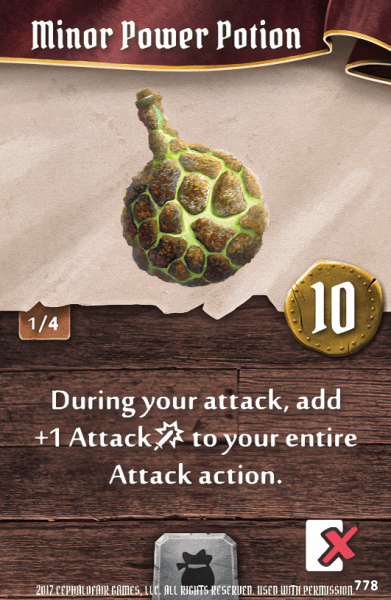 Minor Power Potion
1/4
10
During your attack, add
+1 Attack to your entire
Attack action.
2017 CEPHALOFAIR GAMES, LLC. ALL RIGHTS RESERVED. USED WITH PERMISSION.
778